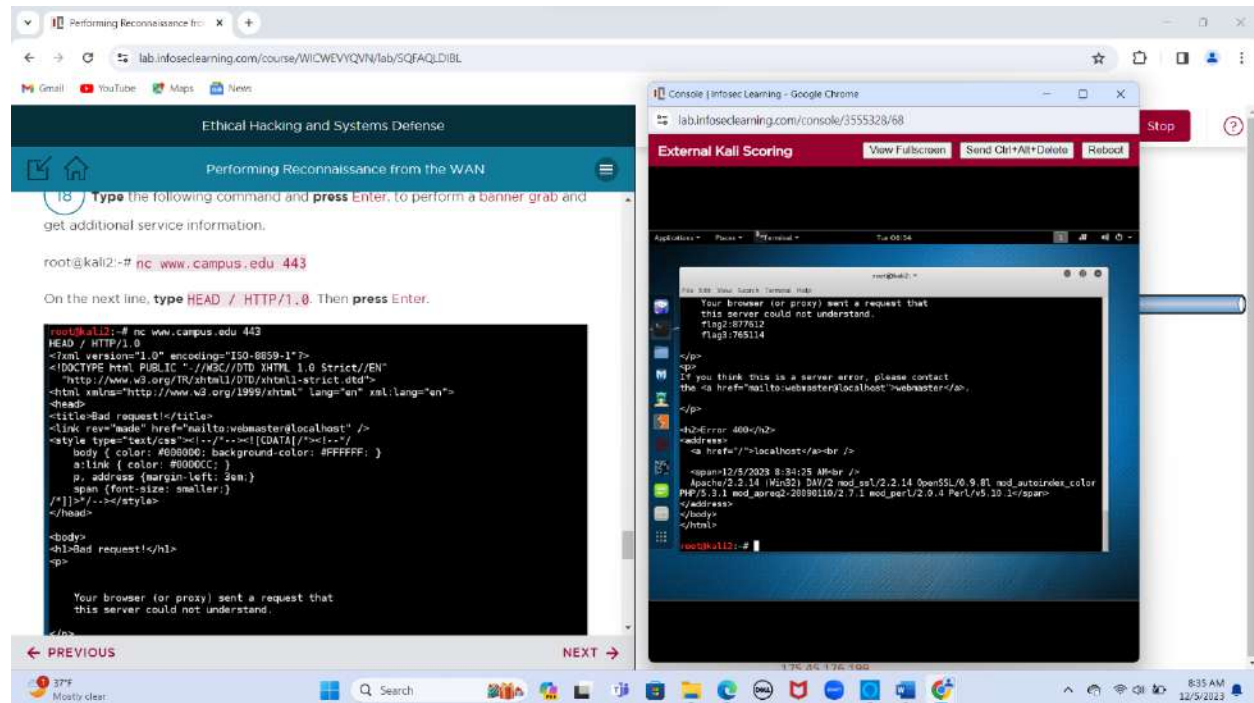 Performing Reconnaissance fro
lab.infoseclearning.com/course/WICWEVYQVN/lab/SQFAQLDIBL
Gmail YouTube Maps News
Ethical Hacking and Systems Defense
Performing Reconnaissance from the WAN
18 Type the following command and press Enter, to perform a banner grab and
get additional service information.
root@kali2:~# nc www.campus.edu 443
On the next line, type HEAD / HTTP/1.0. Then press Enter.
root@kali2:~# nc www.campus.edu 443
HEAD / HTTP/1.0
<?xml version="1.0" encoding="ISO-8859-1"?>
<!DOCTYPE html PUBLIC "-//W3C//DTD XHTML 1.0 Strict//EN"
"http://www.w3.org/TR/xhtml1/DTD/xhtml1-strict.dtd">
<html xmlns="http://www.w3.org/1999/xhtml" lang="en" xml:lang="en">
<head>
<title>Bad request!</title>
<link rev="made" href="mailto:webmaster@localhost" />
<style type="text/css"><!--/*--><![CDATA[/*><!--*/
body { color: #000000; background-color: #FFFFFF; }
a:link { color: #0000CC; }
p, address {margin-left: 3em;}
span {font-size: smaller;}
/*]]>*/--></style>
</head>
<body>
<h1>Bad request!</h1>
<p>
Your browser (or proxy) sent a request that
this server could not understand.
</p>
PREVIOUS
NEXT
Console | Infosec Learning - Google Chrome
lab.infoseclearning.com/console/3555328/68
External Kali Scoring
View Fullscreen Send Ctrl+Alt+Delete Reboot
Stop
Applications Places Terminal
root@kali2: ~
File Edit View Search Terminal Help
Your browser (or proxy) sent a request that
this server could not understand.
flag2:877612
flag3:765114
</p>
<p>
If you think this is a server error, please contact
the <a href="mailto:webmaster@localhost">webmaster</a>.
</p>
<h2>Error 400</h2>
<address>
<a href="/">localhost</a><br />
<span>12/5/2023 8:34:25 AM<br />
Apache/2.2.14 (Win32) DAV/2 mod_ssl/2.2.14 OpenSSL/0.9.8l mod_autoindex_color
PHP/5.3.1 mod_apreq2-20090110/2.7.1 mod_perl/2.0.4 Perl/v5.10.1</span>
</address>
</body>
</html>
root@kali2:~#
175.45.176.199
37°F
Mostly clear
Search
8:35 AM
12/5/2023